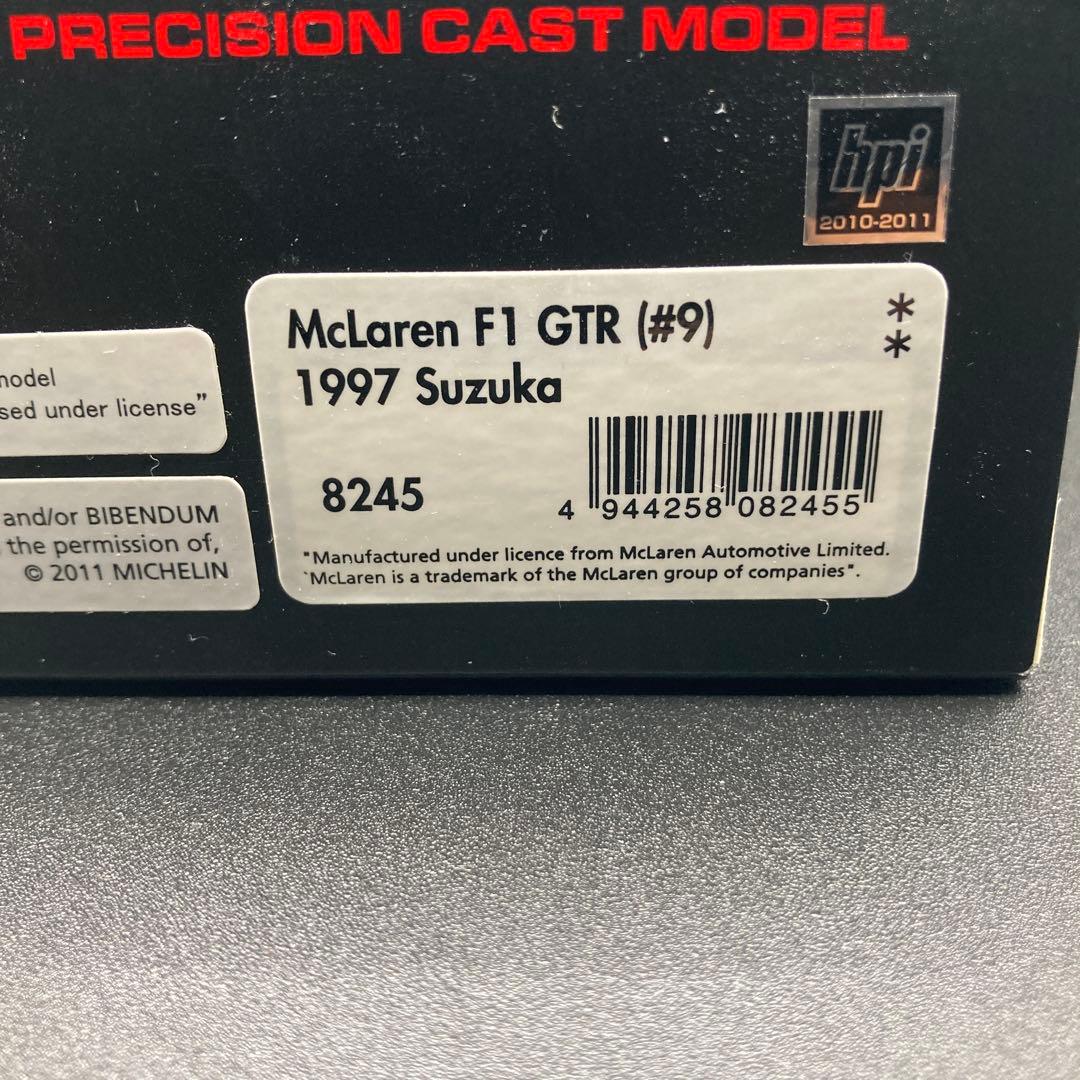 PRECISION CAST MODEL
hpi
2010-2011
McLaren F1 GTR (#9)
1997 Suzuka
**
8245
4 944258 082455
"Manufactured under licence from McLaren Automotive Limited.
`McLaren is a trademark of the McLaren group of companies".
model
sed under license”
and/or BIBENDUM
the permission of,
© 2011 MICHELIN